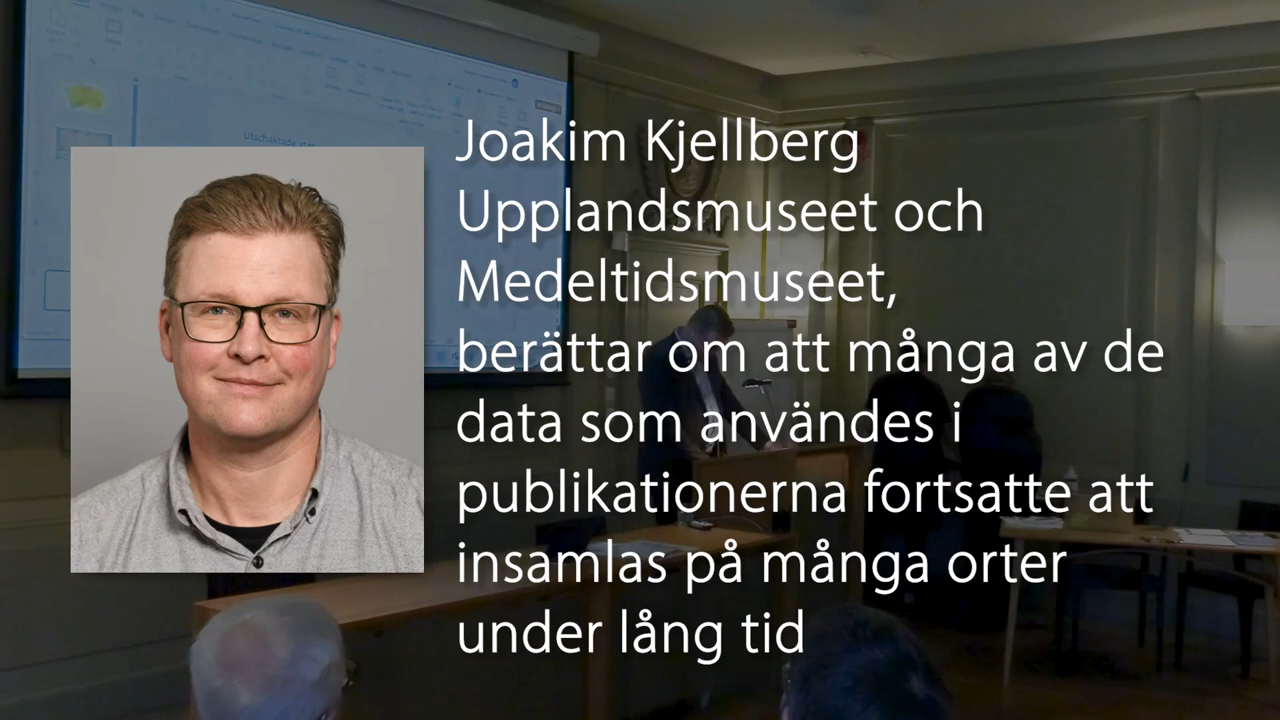 Utschaktade
Joakim Kjellberg
Upplandsmuseet och
Medeltidsmuseet,
berättar om att många av de
data som användes i
publikationerna fortsatte att
insamlas på många orter
under lång tid